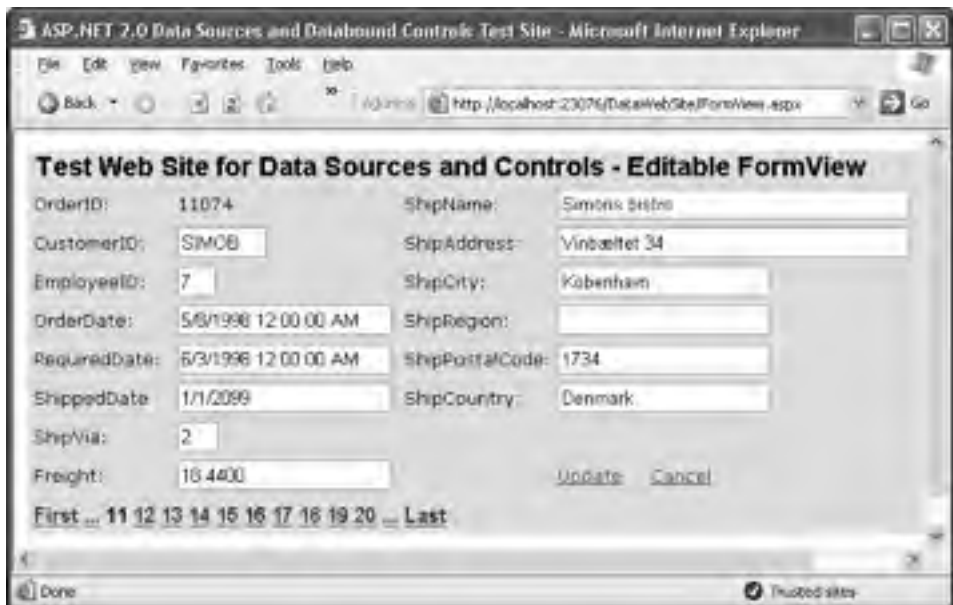 ASP.NET 2.0 Data Sources and Databound Controls Test Site - Microsoft Internet Explorer
File Edit View Favorites Tools Help
Back » Address http://localhost:23076/DataWebSite/FormView.aspx Go
Test Web Site for Data Sources and Controls - Editable FormView
OrderID: 11074 ShipName: Simons bistro
CustomerID: SIMOB ShipAddress: Vinbæltet 34
EmployeeID: 7 ShipCity: Kobenhavn
OrderDate: 5/6/1998 12:00:00 AM ShipRegion:
RequiredDate: 6/3/1998 12:00:00 AM ShipPostalCode: 1734
ShippedDate 1/1/2099 ShipCountry: Denmark
ShipVia: 2
Freight: 18.4400 Update Cancel
First ... 11 12 13 14 15 16 17 18 19 20 ... Last
Done Trusted sites